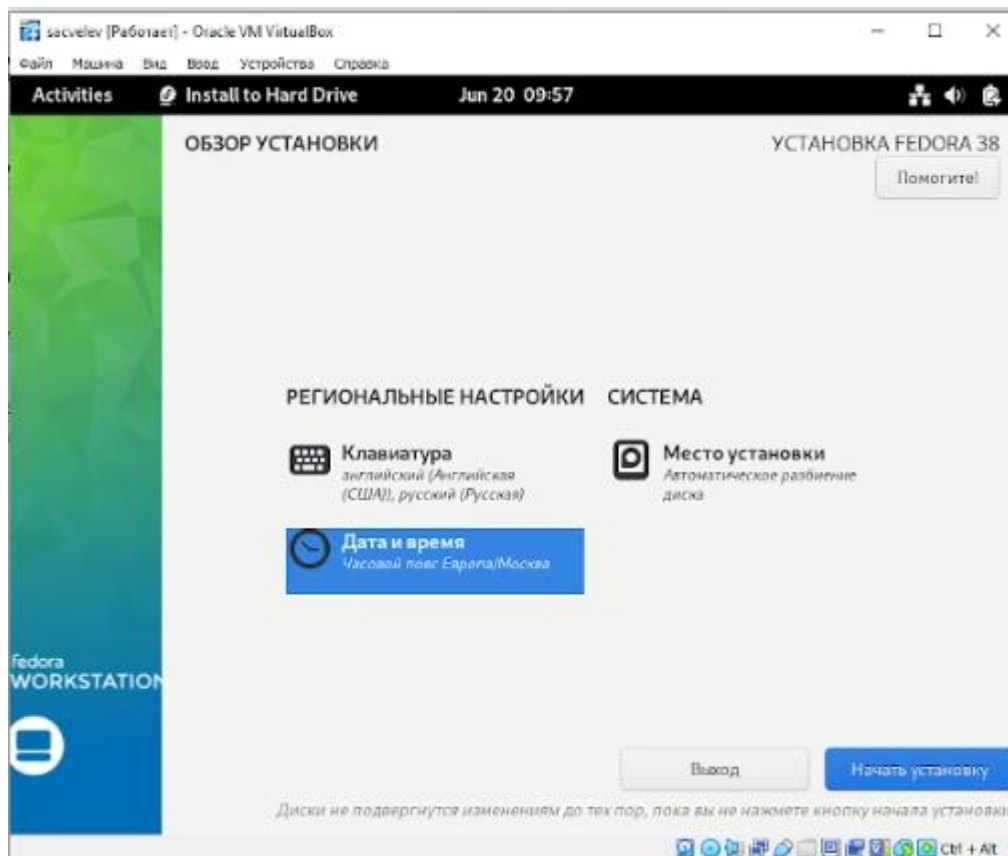 sacvelev [Работает] - Oracle VM VirtualBox
Файл Машина Вид Ввод Устройства Справка
Activities Install to Hard Drive Jun 20 09:57
ОБЗОР УСТАНОВКИ
УСТАНОВКА FEDORA 38
Помогите!
РЕГИОНАЛЬНЫЕ НАСТРОЙКИ
СИСТЕМА
Клавиатура
английский (Английская
(США)), русский (Русская)
Место установки
Автоматическое разбиение
диска
Дата и время
Часовой пояс Европа/Москва
fedora
WORKSTATION
Выход
Начать установку
Диски не подвергнутся изменениям до тех пор, пока вы не нажмете кнопку начала установки
Ctrl + Alt